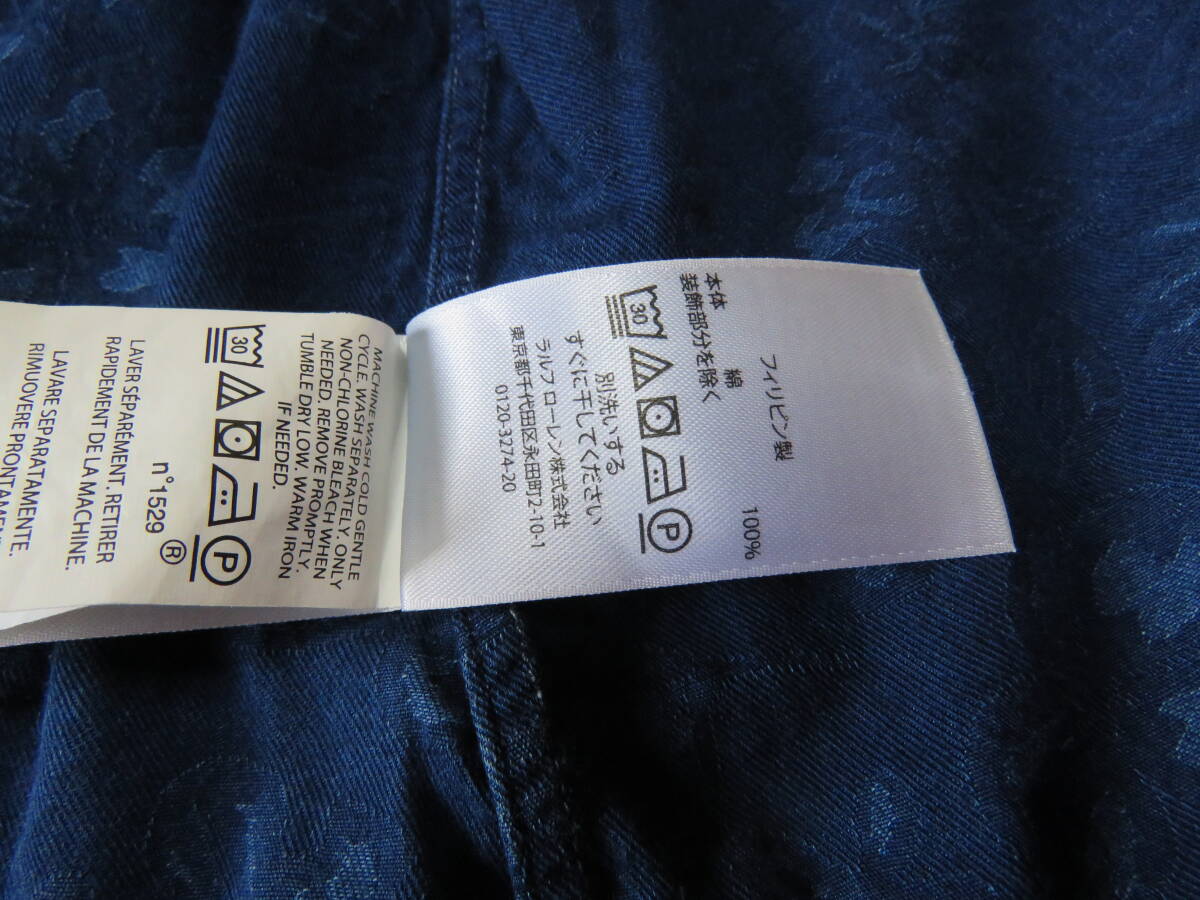 MACHINE WASH COLD GENTLE
CYCLE. WASH SEPARATELY. ONLY
NON-CHLORINE BLEACH WHEN
NEEDED. REMOVE PROMPTLY.
TUMBLE DRY LOW. WARM IRON
IF NEEDED.
30
P
n°1529 ®
LAVER SÉPARÉMENT. RETIRER
RAPIDEMENT DE LA MACHINE.
LAVARE SEPARATAMENTE.
RIMUOVERE PRONTAMENTE.
フィリピン製
本体 綿 100%
装飾部分を除く
30
P
別洗いする
すぐに干してください
ラルフ ローレン株式会社
東京都千代田区永田町2-10-1
0120-3274-20